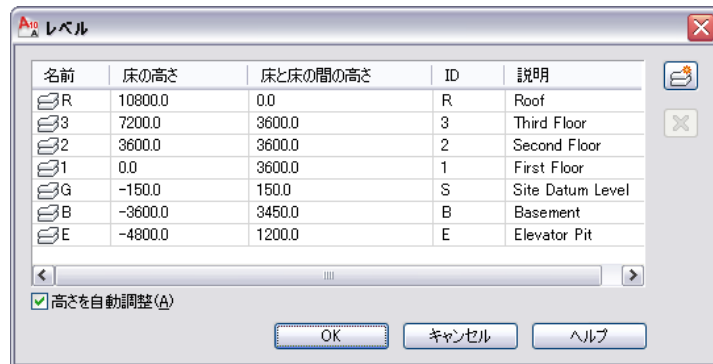 レベル
名前 床の高さ 床と床の間の高さ ID 説明
R 10800.0 0.0 R Roof
3 7200.0 3600.0 3 Third Floor
2 3600.0 3600.0 2 Second Floor
1 0.0 3600.0 1 First Floor
G -150.0 150.0 S Site Datum Level
B -3600.0 3450.0 B Basement
E -4800.0 1200.0 E Elevator Pit
高さを自動調整(A)
OK キャンセル ヘルプ